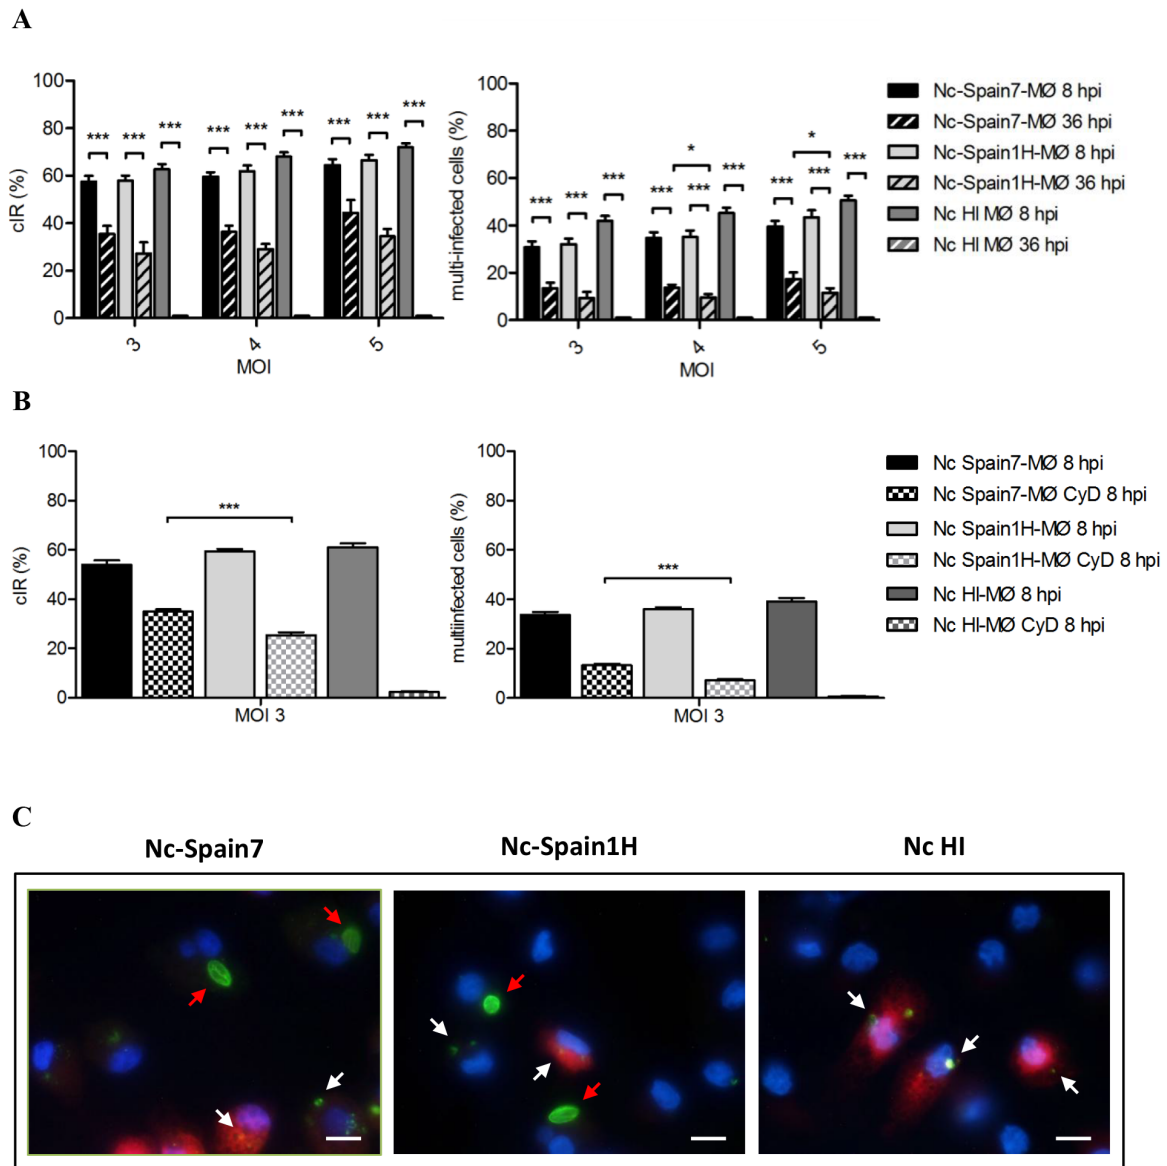 A
100
80
60
40
20
0
cIR (%)
*** *** *** *** *** *** *** *** ***
3 4 5
MOI
100
80
60
40
20
0
multi-infected cells (%)
*** *** *** *** * *** *** *** * *** ***
3 4 5
MOI
Nc-Spain7-MØ 8 hpi
Nc-Spain7-MØ 36 hpi
Nc-Spain1H-MØ 8 hpi
Nc-Spain1H-MØ 36 hpi
Nc HI MØ 8 hpi
Nc HI MØ 36 hpi
B
100
80
60
40
20
0
cIR (%)
***
MOI 3
100
80
60
40
20
0
multiinfected cells (%)
***
MOI 3
Nc Spain7-MØ 8 hpi
Nc Spain7-MØ CyD 8 hpi
Nc Spain1H-MØ 8 hpi
Nc Spain1H-MØ CyD 8 hpi
Nc HI-MØ 8 hpi
Nc HI-MØ CyD 8 hpi
C
Nc-Spain7 Nc-Spain1H Nc HI